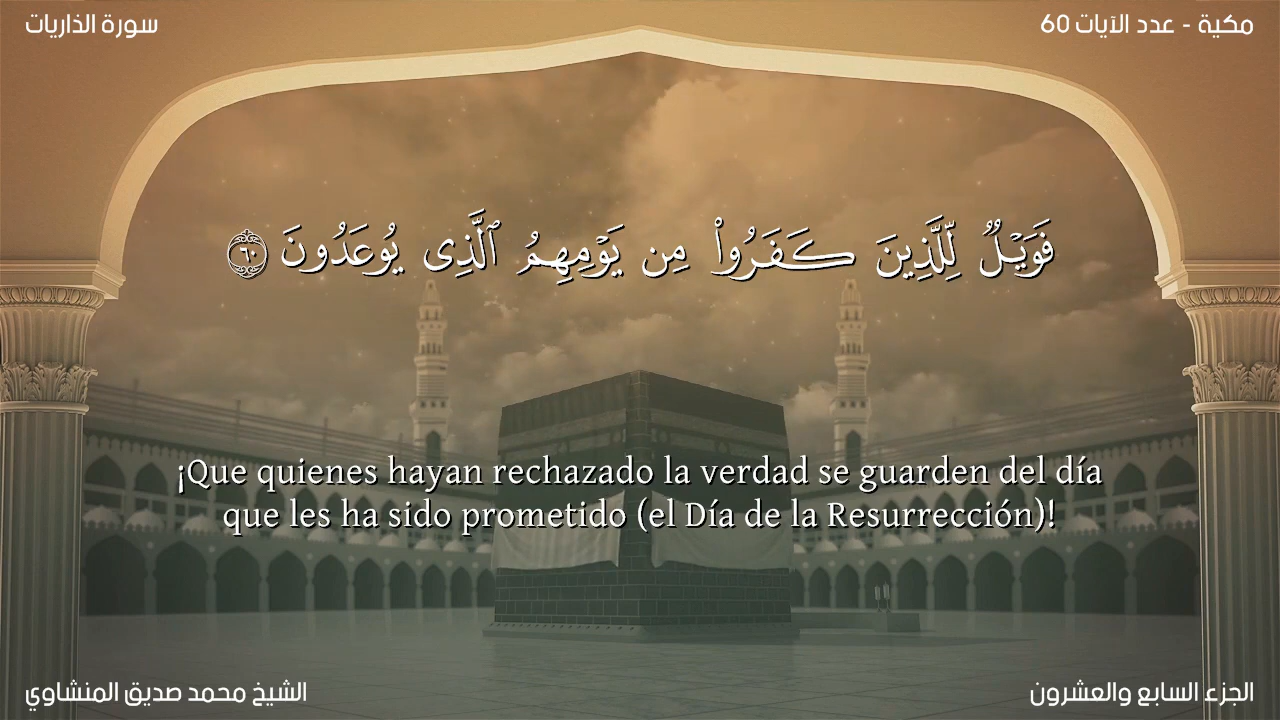 سورة الذاريات
مكية - عدد الآيات 60
فَوَيْلٌ لِّلَّذِينَ كَفَرُوا۟ مِن يَوْمِهِمُ ٱلَّذِى يُوعَدُونَ ٦٠
¡Que quienes hayan rechazado la verdad se guarden del día
que les ha sido prometido (el Día de la Resurrección)!
الشيخ محمد صديق المنشاوي
الجزء السابع والعشرون